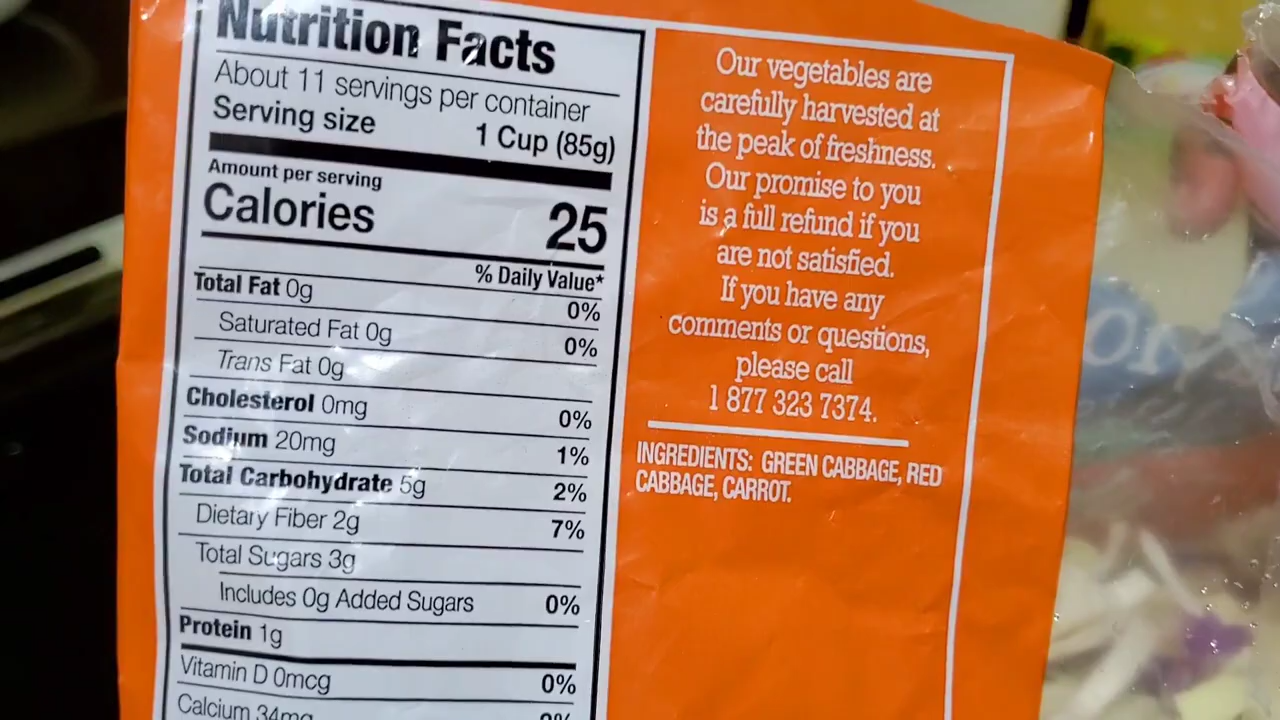 Nutrition Facts
About 11 servings per container
Serving size 1 Cup (85g)
Amount per serving
Calories 25
% Daily Value*
Total Fat 0g 0%
Saturated Fat 0g 0%
Trans Fat 0g
Cholesterol 0mg 0%
Sodium 20mg 1%
Total Carbohydrate 5g 2%
Dietary Fiber 2g 7%
Total Sugars 3g
Includes 0g Added Sugars 0%
Protein 1g
Vitamin D 0mcg 0%
Calcium 34mg
Our vegetables are
carefully harvested at
the peak of freshness.
Our promise to you
is a full refund if you
are not satisfied.
If you have any
comments or questions,
please call
1 877 323 7374.
INGREDIENTS: GREEN CABBAGE, RED
CABBAGE, CARROT.